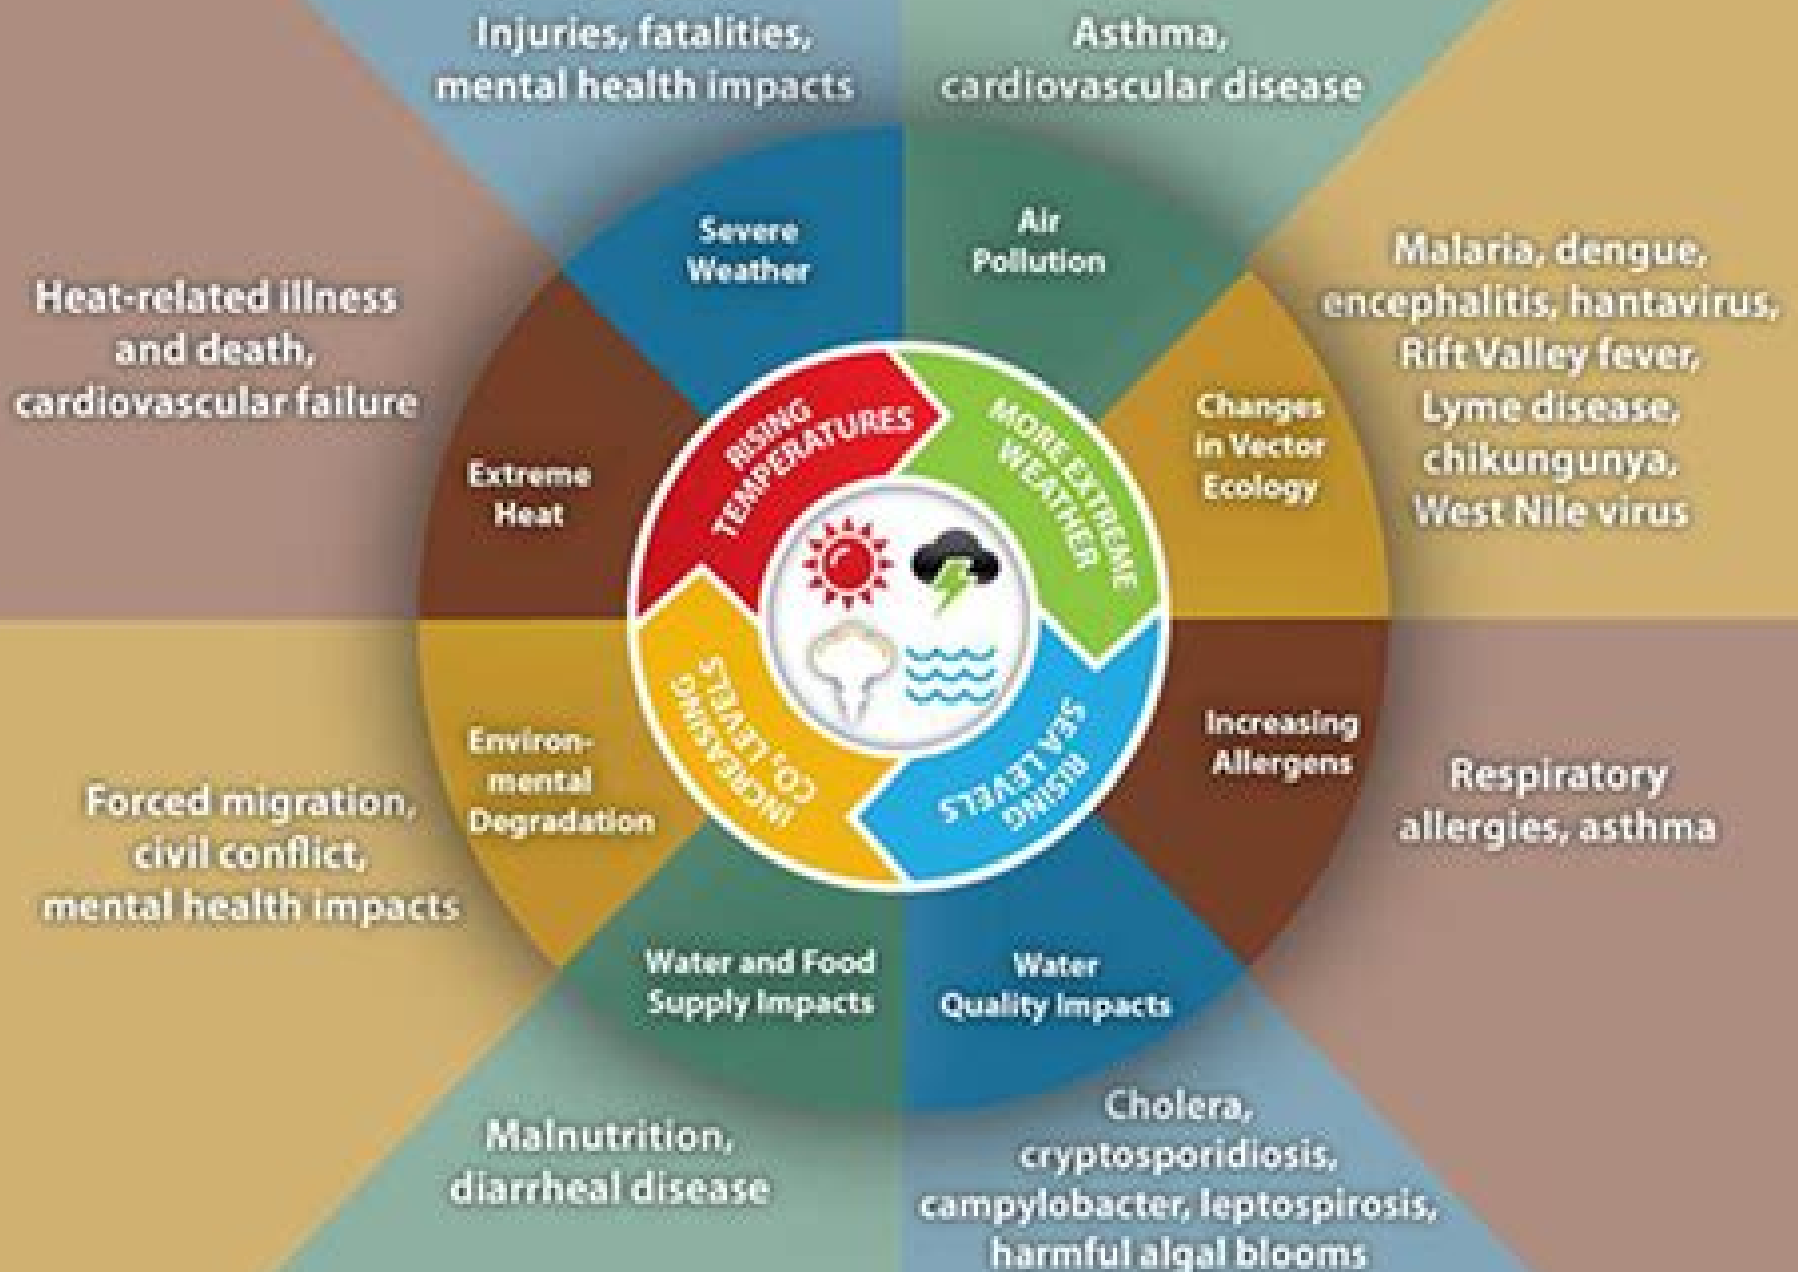 Injuries, fatalities,
mental health impacts
Asthma,
cardiovascular disease
Severe
Weather
Air
Pollution
Heat-related illness
and death,
cardiovascular failure
Malaria, dengue,
encephalitis, hantavirus,
Rift Valley fever,
Lyme disease,
chikungunya,
West Nile virus
Extreme
Heat
Changes
in Vector
Ecology
RISING
TEMPERATURES
MORE EXTREME
WEATHER
RISING
SEA LEVELS
INCREASING
CO₂ LEVELS
Environ-
mental
Degradation
Increasing
Allergens
Forced migration,
civil conflict,
mental health impacts
Respiratory
allergies, asthma
Water and Food
Supply Impacts
Water
Quality Impacts
Malnutrition,
diarrheal disease
Cholera,
cryptosporidiosis,
campylobacter, leptospirosis,
harmful algal blooms